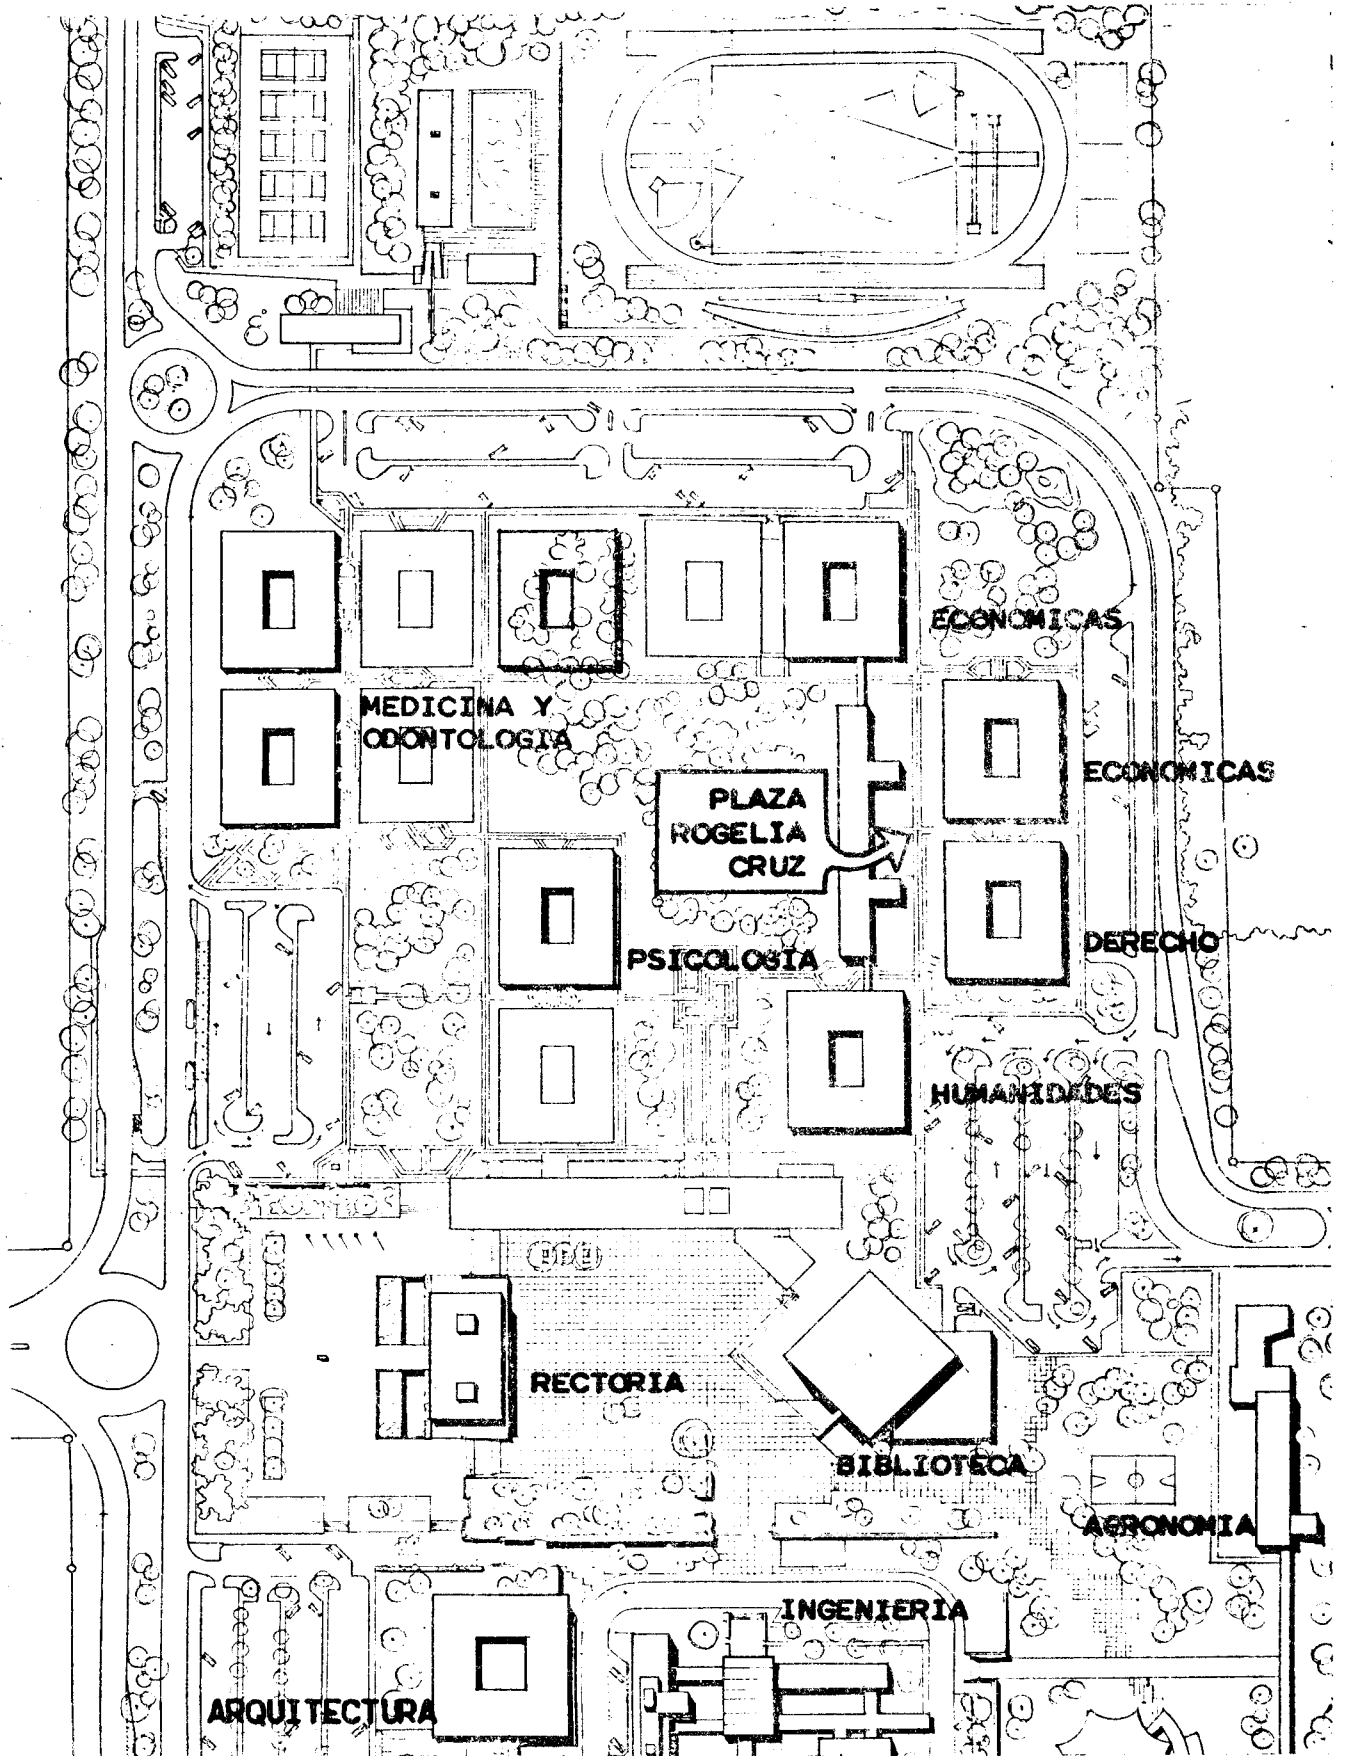 ECONOMICAS
MEDICINA Y
ODONTOLOGIA
ECONOMICAS
PLAZA
ROGELIA
CRUZ
DERECHO
PSICOLOGIA
HUMANIDADES
RECTORIA
BIBLIOTECA
AGRONOMIA
INGENIERIA
ARQUITECTURA